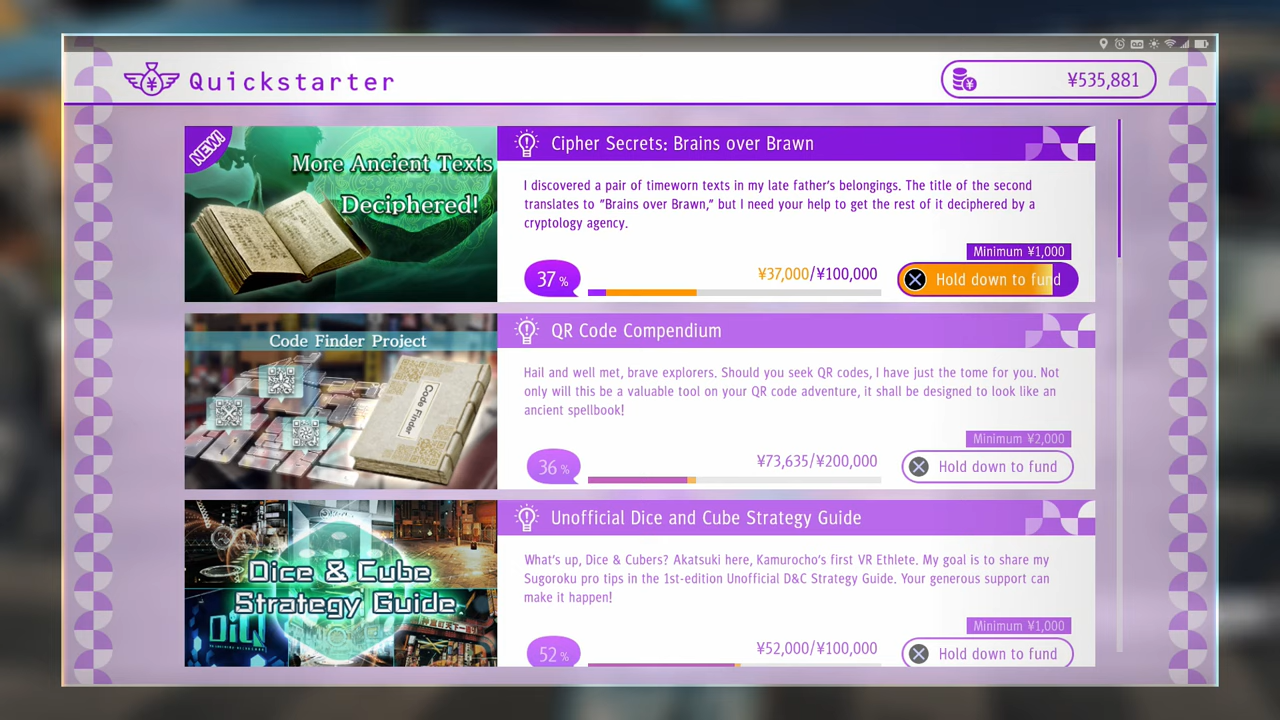 Quickstarter
¥535,881
NEW!
More Ancient Texts
Deciphered!
Cipher Secrets: Brains over Brawn
I discovered a pair of timeworn texts in my late father's belongings. The title of the second
translates to "Brains over Brawn," but I need your help to get the rest of it deciphered by a
cryptology agency.
Minimum ¥1,000
37 %
¥37,000/¥100,000
Hold down to fund
Code Finder Project
Code Finder
QR Code Compendium
Hail and well met, brave explorers. Should you seek QR codes, I have just the tome for you. Not
only will this be a valuable tool on your QR code adventure, it shall be designed to look like an
ancient spellbook!
Minimum ¥2,000
36 %
¥73,635/¥200,000
Hold down to fund
Dice & Cube
Strategy Guide
Unofficial Dice and Cube Strategy Guide
What's up, Dice & Cubers? Akatsuki here, Kamurocho's first VR Ethlete. My goal is to share my
Sugoroku pro tips in the 1st-edition Unofficial D&C Strategy Guide. Your generous support can
make it happen!
Minimum ¥1,000
52 %
¥52,000/¥100,000
Hold down to fund